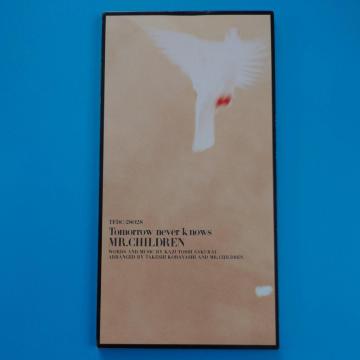 TFDC-28028
Tomorrow never knows
MR.CHILDREN
WORDS AND MUSIC BY KAZUTOSHI SAKURAI
ARRANGED BY TAKESHI KOBAYASHI AND MR.CHILDREN